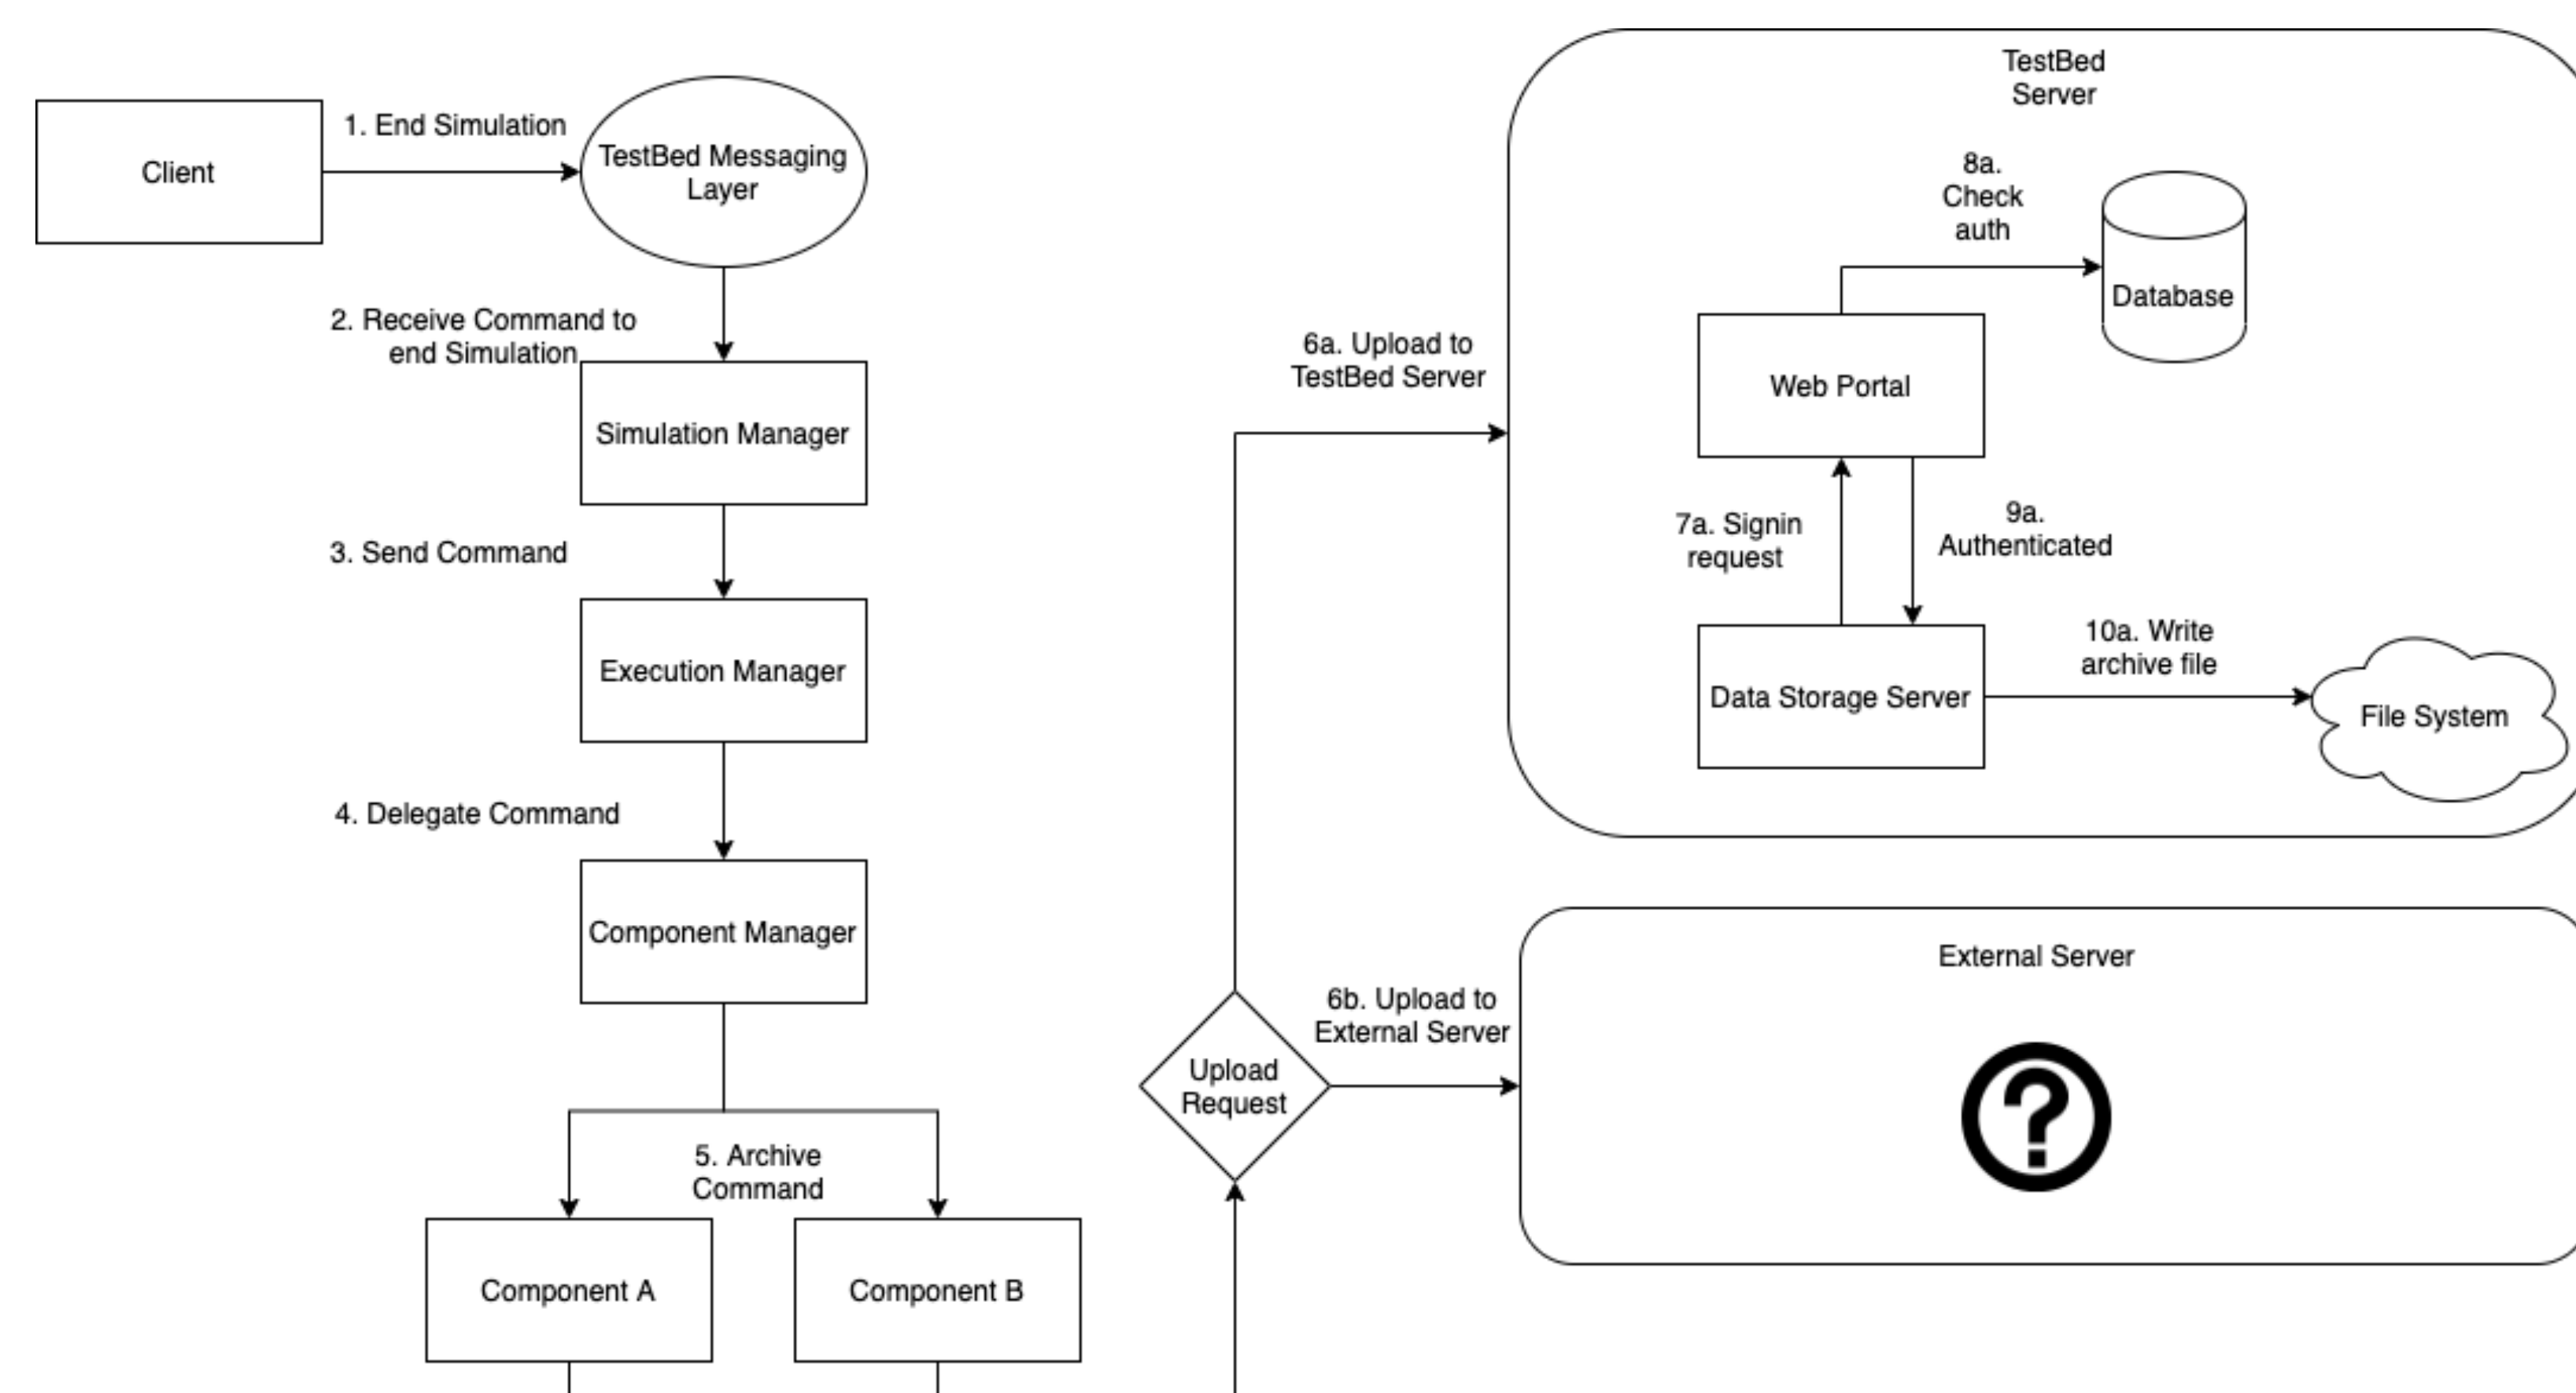 Client
1. End Simulation
TestBed Messaging
Layer
2. Receive Command to
end Simulation
Simulation Manager
3. Send Command
Execution Manager
4. Delegate Command
Component Manager
5. Archive
Command
Component A
Component B
Upload
Request
6a. Upload to
TestBed Server
6b. Upload to
External Server
TestBed
Server
8a.
Check
auth
Database
Web Portal
7a. Signin
request
9a.
Authenticated
Data Storage Server
10a. Write
archive file
File System
External Server
?